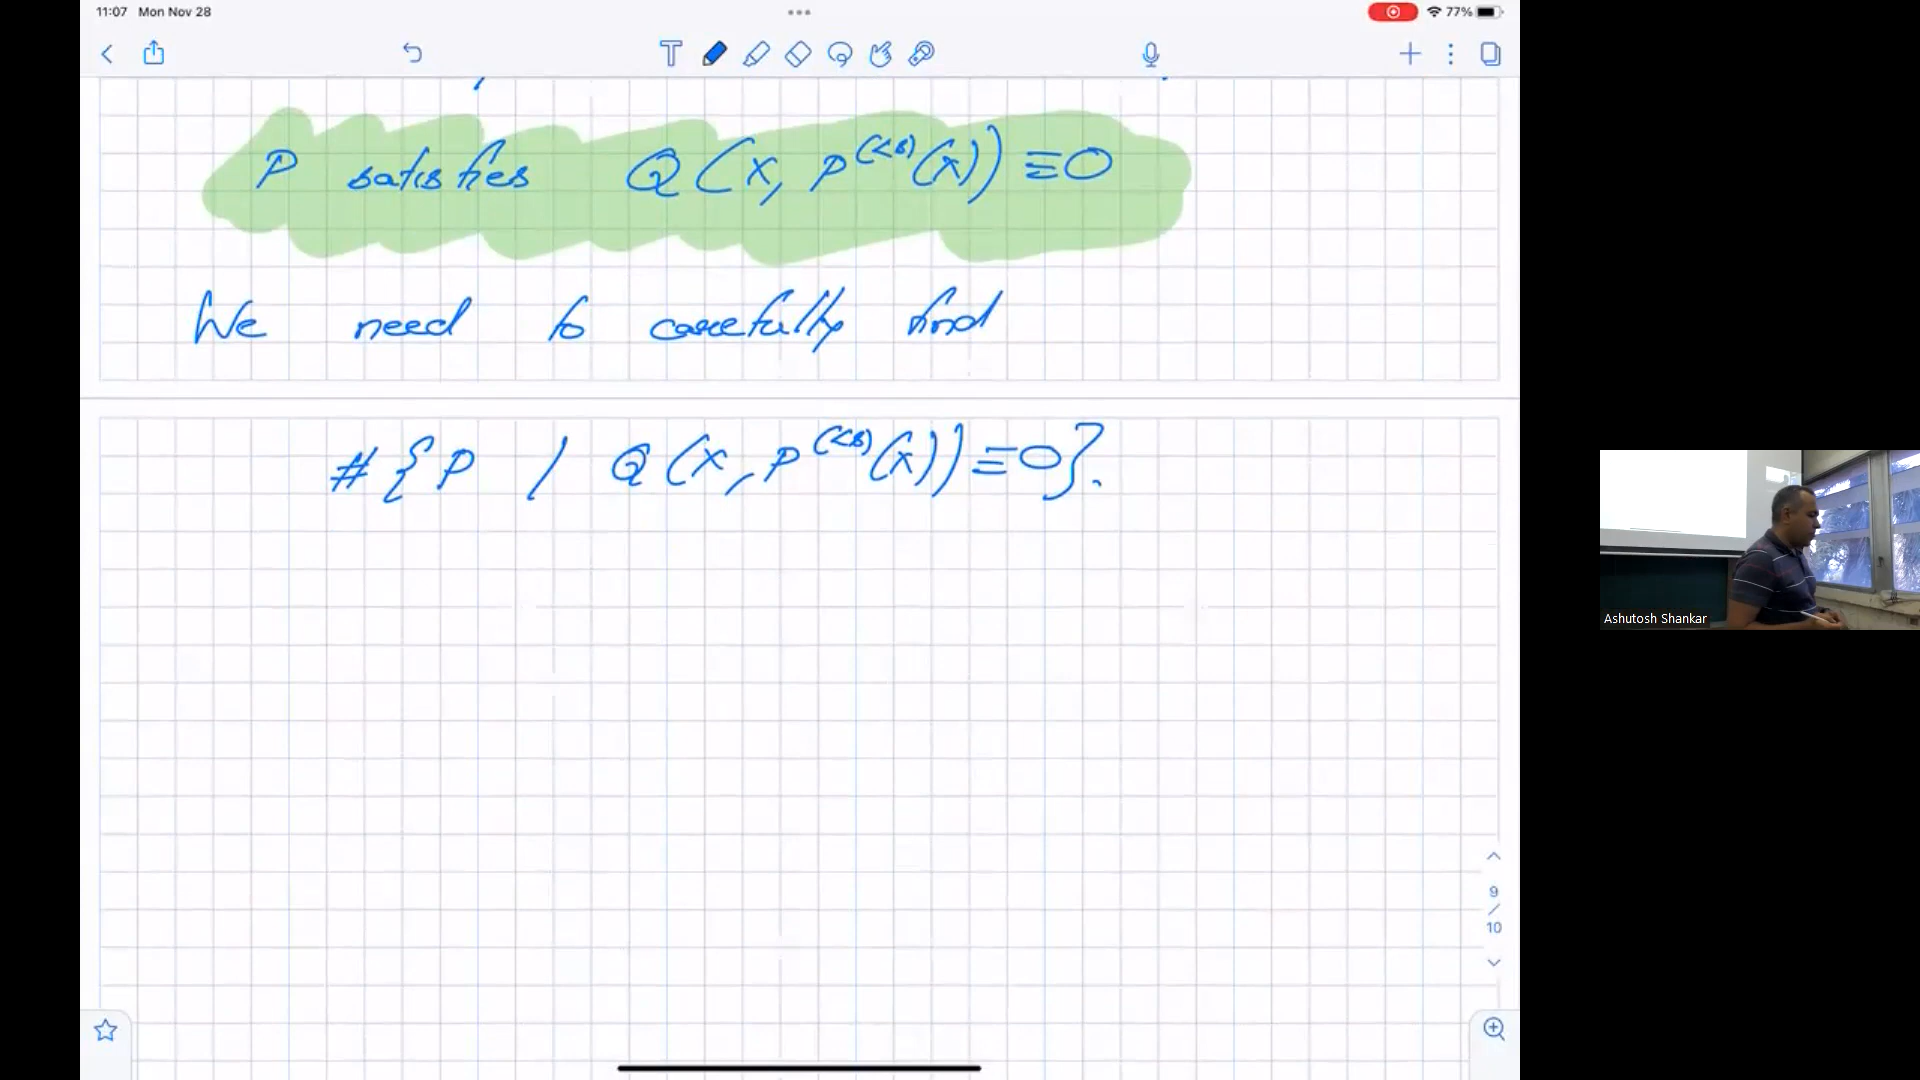 11:07 Mon Nov 28
77%
T
P satisfies Q(X, P^(<s)(X)) ≡ 0
We need to carefully find
# {P / Q(X, P^(<s)(X)) ≡ 0}.
Ashutosh Shankar
9
/
10